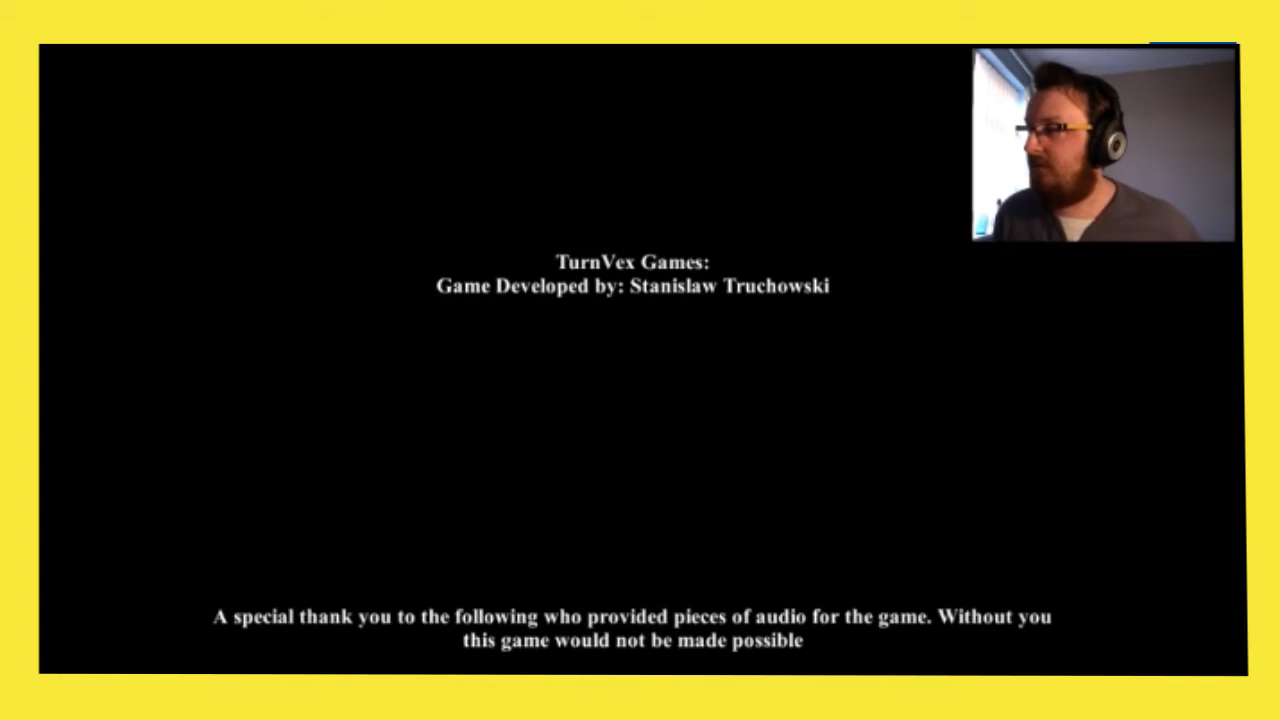 TurnVex Games:
Game Developed by: Stanislaw Truchowski
A special thank you to the following who provided pieces of audio for the game. Without you
this game would not be made possible